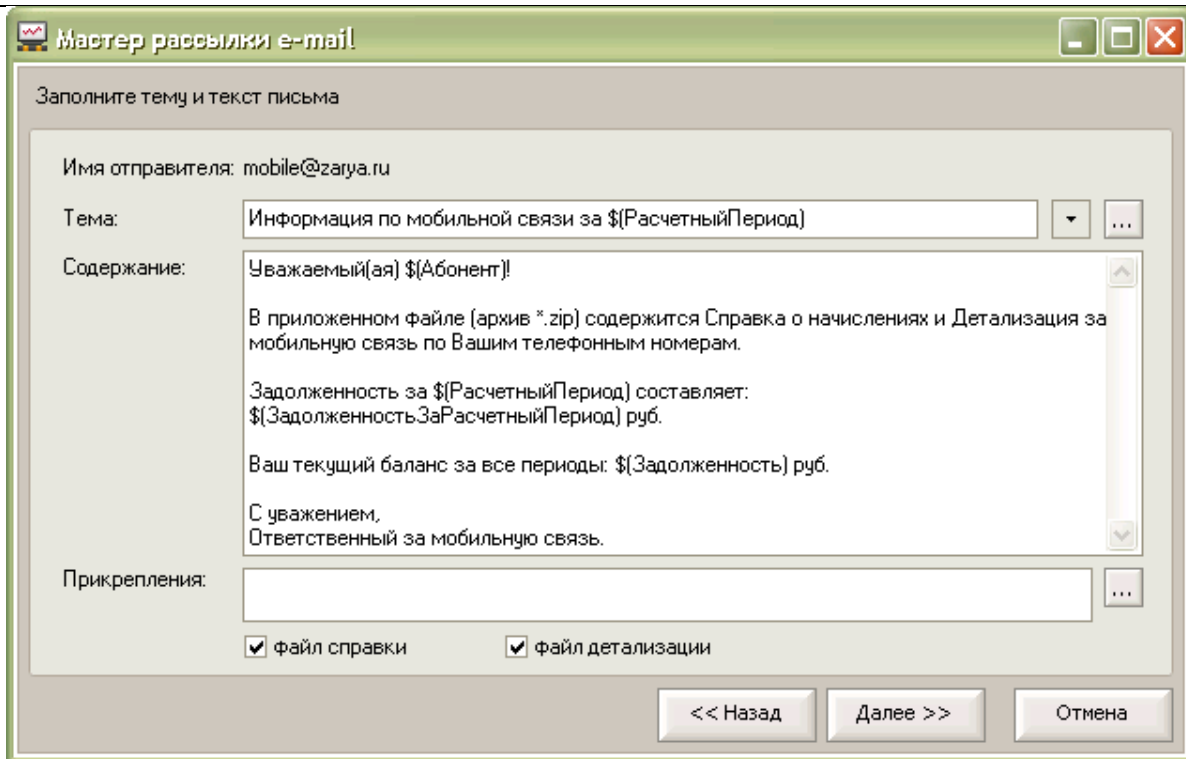 Мастер рассылки e-mail
Заполните тему и текст письма
Имя отправителя: mobile@zarya.ru
Тема: Информация по мобильной связи за $(РасчетныйПериод) ...
Содержание: Уважаемый(ая) $(Абонент)!
В приложенном файле (архив *.zip) содержится Справка о начислениях и Детализация за
мобильную связь по Вашим телефонным номерам.
Задолженность за $(РасчетныйПериод) составляет:
$(ЗадолженностьЗаРасчетныйПериод) руб.
Ваш текущий баланс за все периоды: $(Задолженность) руб.
С уважением,
Ответственный за мобильную связь.
Прикрепления: ...
Файл справки Файл детализации
<< Назад Далее >> Отмена